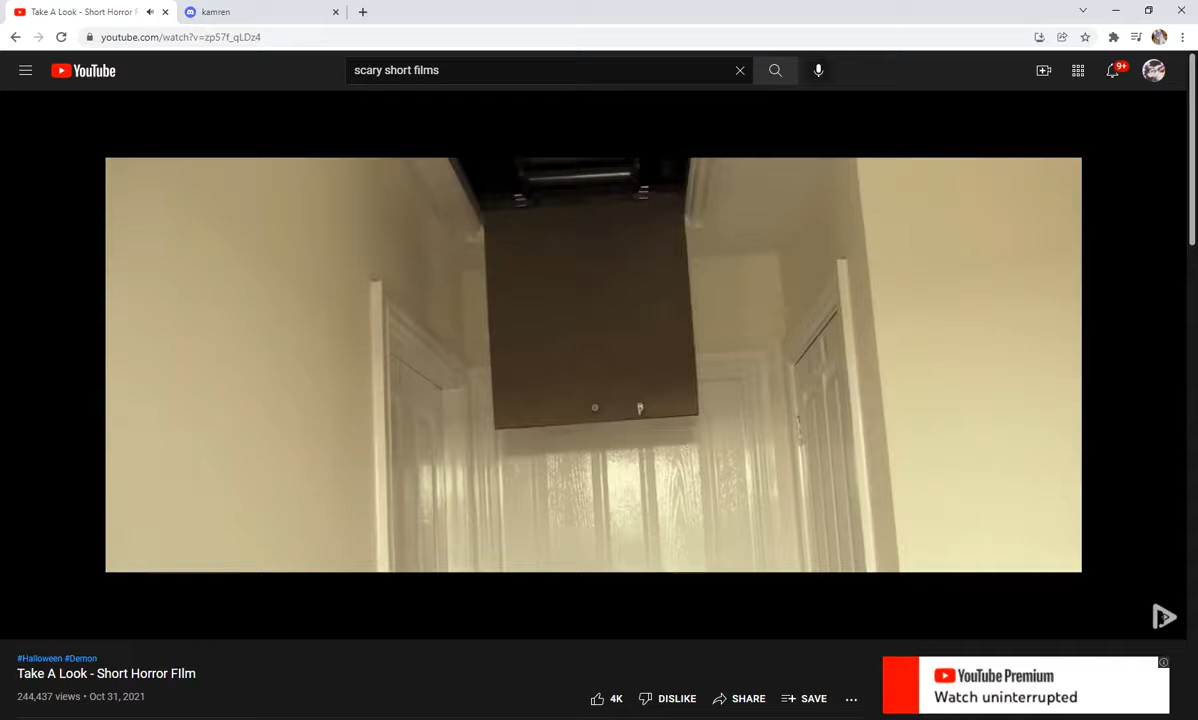 Take A Look - Short Horror F
kamren
youtube.com/watch?v=zp57f_qLDz4
YouTube
scary short films
9+
#Halloween #Demon
Take A Look - Short Horror FIlm
244,437 views • Oct 31, 2021
4K
DISLIKE
SHARE
SAVE
YouTube Premium
Watch uninterrupted